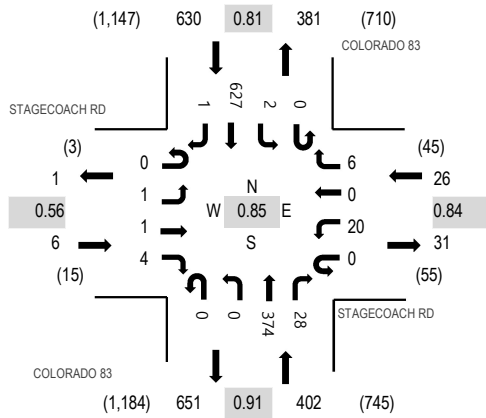 (1,147) 630 0.81 381 (710)
COLORADO 83
STAGECOACH RD
1 627 2 0
(3) (45)
0 6
1 26
1 0
N
0.56 W 0.85 E 0.84
1 20
S
6 31
4 0
(15) (55)
0 0 374 28
STAGECOACH RD
COLORADO 83
(1,184) 651 0.91 402 (745)